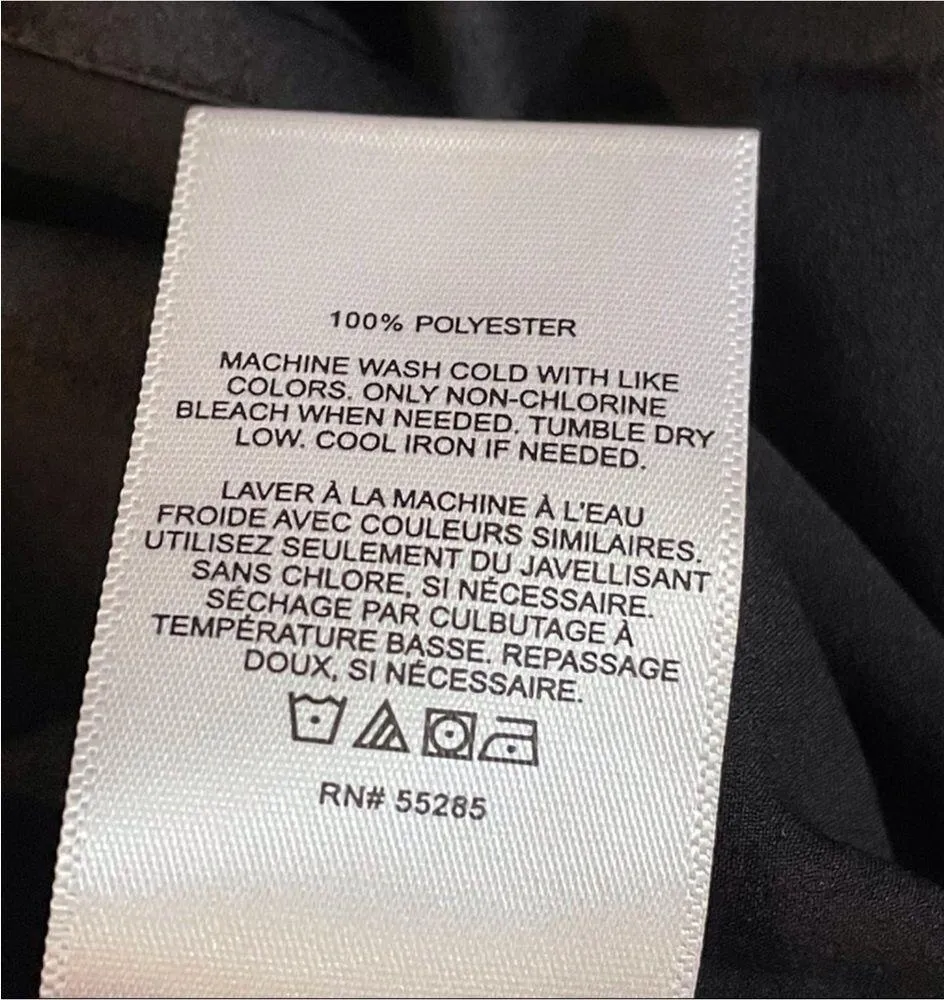 100% POLYESTER
MACHINE WASH COLD WITH LIKE
COLORS. ONLY NON-CHLORINE
BLEACH WHEN NEEDED. TUMBLE DRY
LOW. COOL IRON IF NEEDED.
LAVER À LA MACHINE À L'EAU
FROIDE AVEC COULEURS SIMILAIRES.
UTILISEZ SEULEMENT DU JAVELLISANT
SANS CHLORE, SI NÉCESSAIRE.
SÉCHAGE PAR CULBUTAGE À
TEMPÉRATURE BASSE. REPASSAGE
DOUX, SI NÉCESSAIRE.
RN# 55285